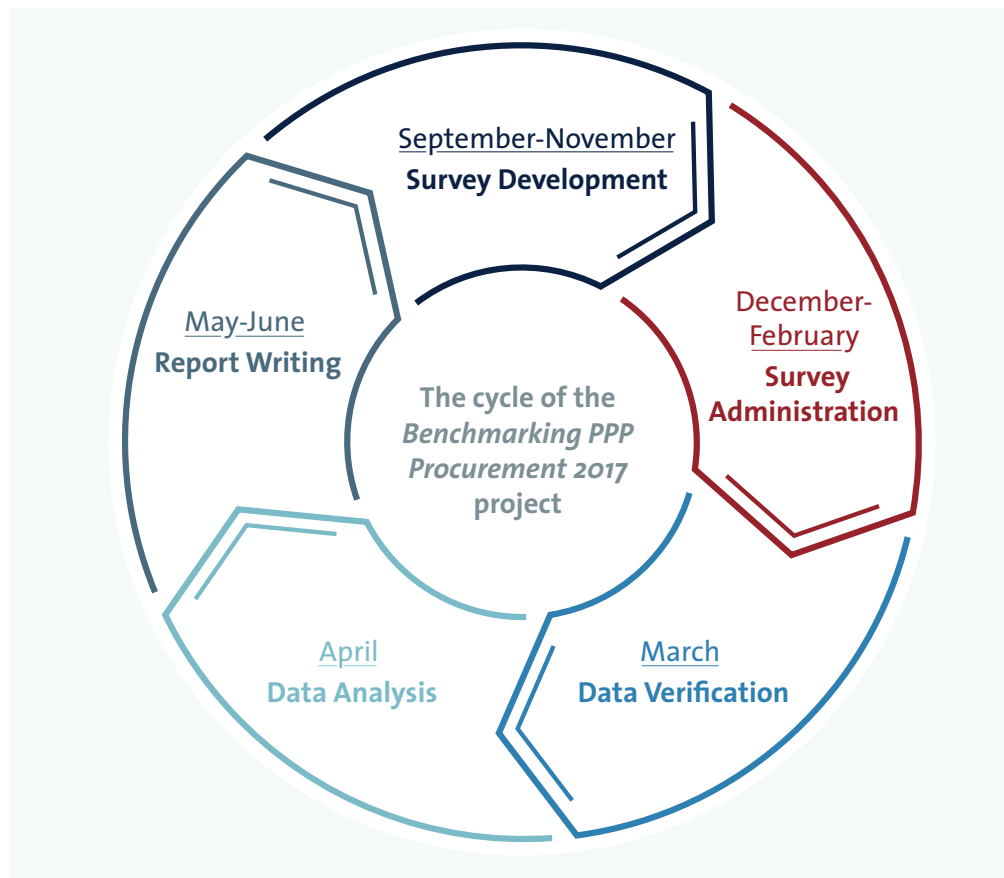 September-November
Survey Development
December-
February
Survey
Administration
March
Data Verification
April
Data Analysis
May-June
Report Writing
The cycle of the
Benchmarking PPP
Procurement 2017
project